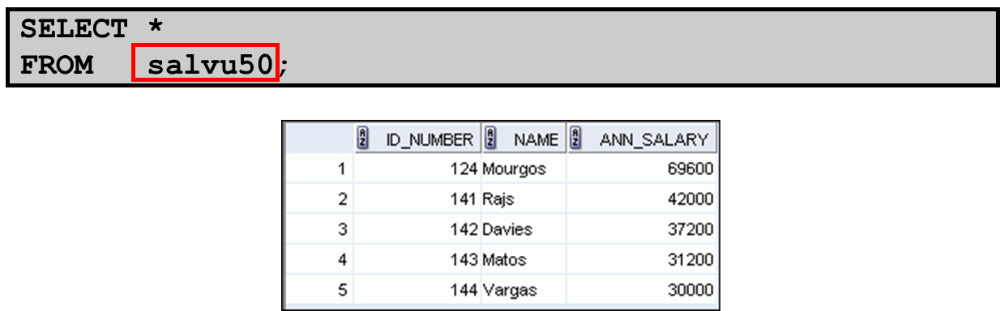 SELECT *
FROM salvu50;
ID_NUMBER NAME ANN_SALARY
1 124 Mourgos 69600
2 141 Rajs 42000
3 142 Davies 37200
4 143 Matos 31200
5 144 Vargas 30000